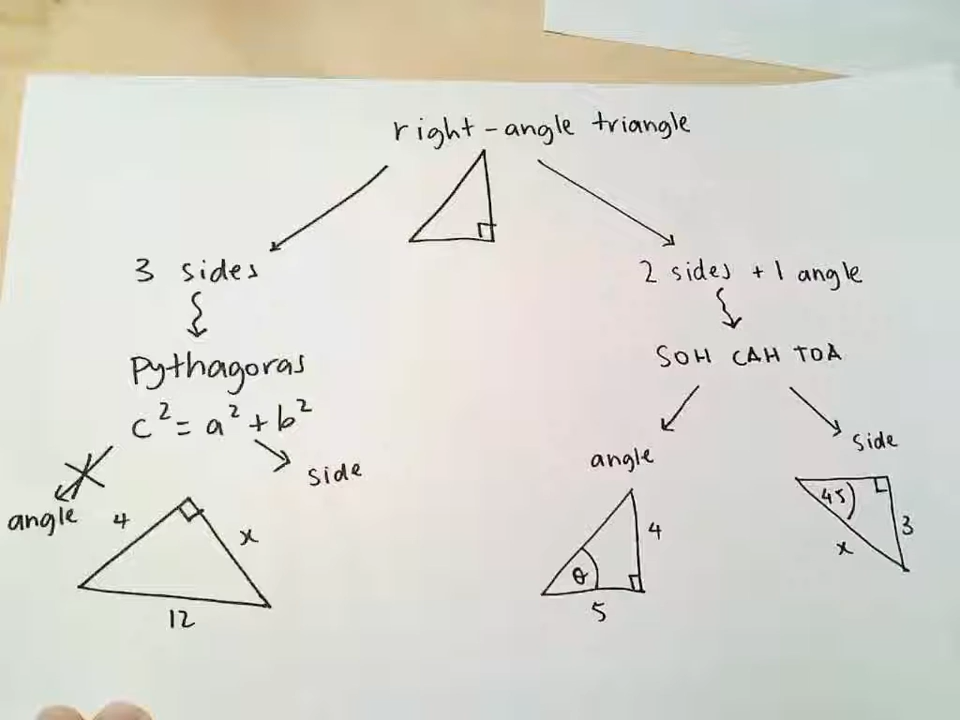 right-angle triangle
3 sides
2 sides + 1 angle
Pythagoras
SOH CAH TOA
c² = a² + b²
side
angle
side
angle
4
x
12
θ
4
5
45
3
x